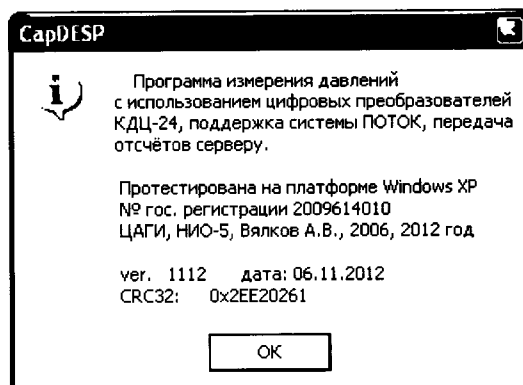 CapDESP
Программа измерения давлений
с использованием цифровых преобразователей
КДЦ-24, поддержка системы ПОТОК, передача
отсчётов серверу.
Протестирована на платформе Windows XP
№ гос. регистрации 2009614010
ЦАГИ, НИО-5, Вялков А.В., 2006, 2012 год
ver. 1112 дата: 06.11.2012
CRC32: 0x2EE20261
OK